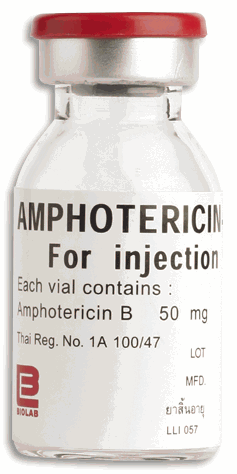 AMPHOTERICIN-
For injection
Each vial contains :
Amphotericin B 50 mg
Thai Reg. No. 1A 100/47
LOT
MFD.
ยาสิ้นอายุ
BIOLAB
LLI 057